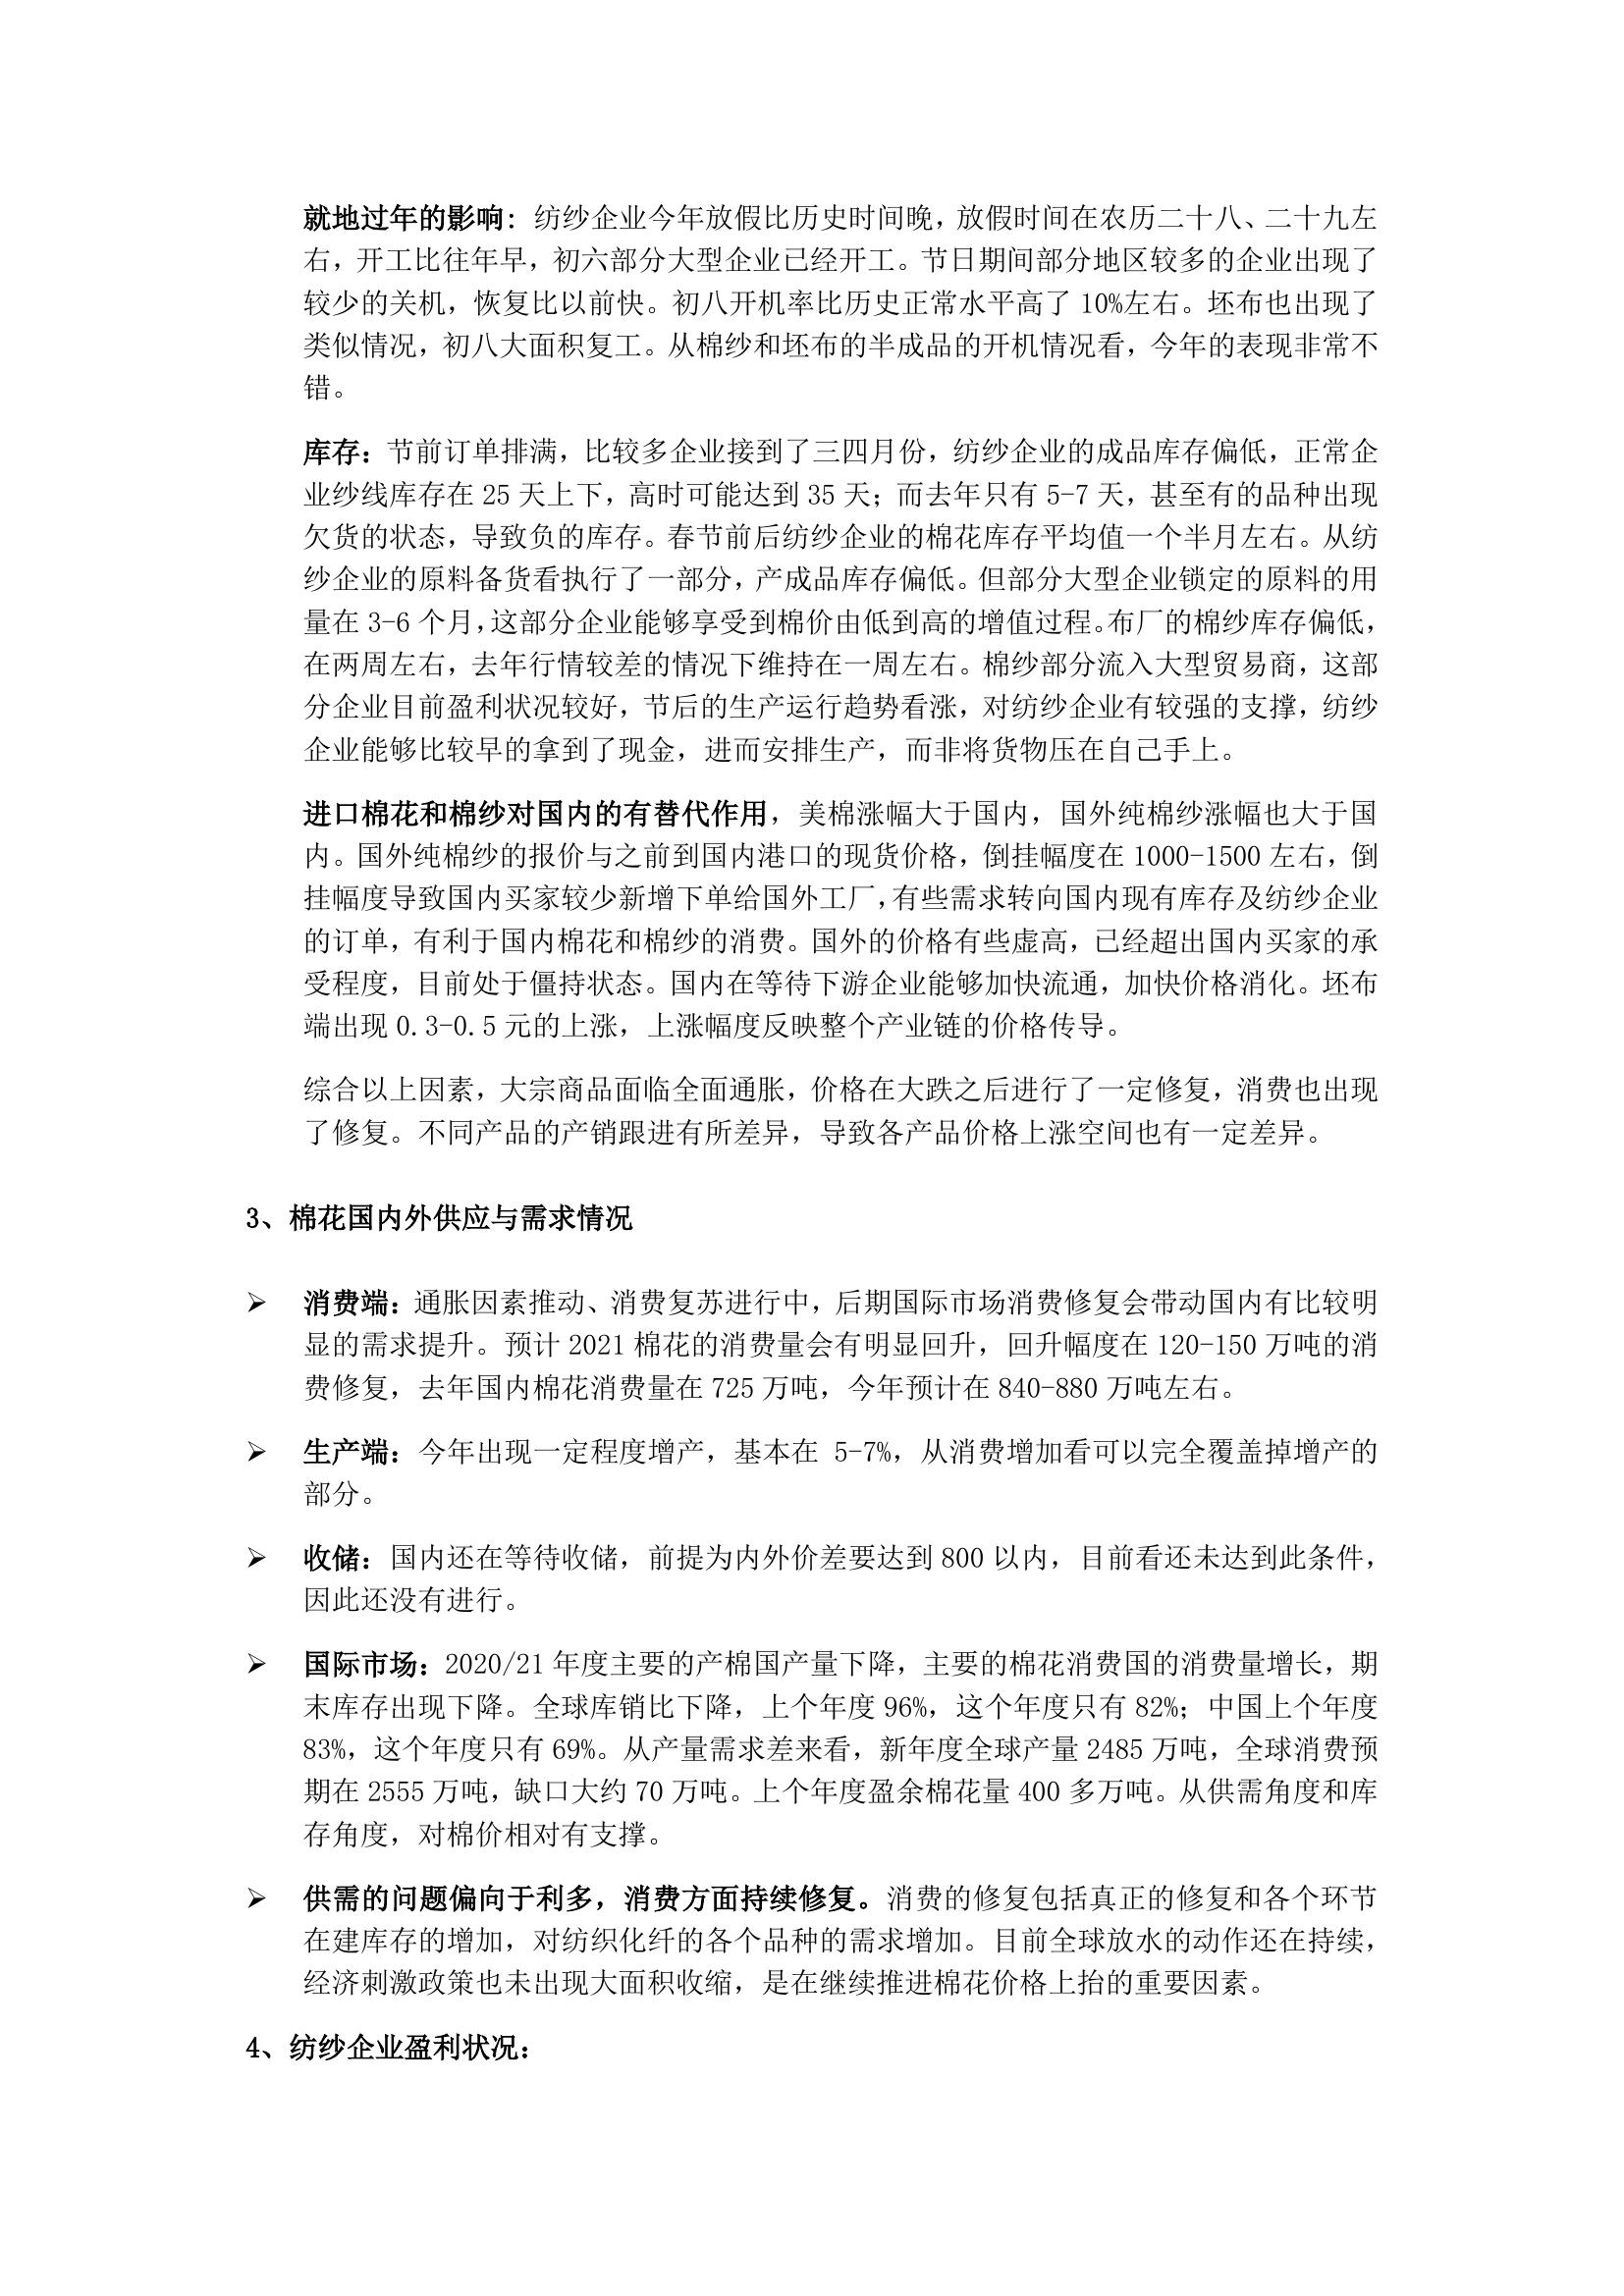 就地过年的影响：纺纱企业今年放假比历史时间晚，放假时间在农历二十八、二十九左
右，开工比往年早，初六部分大型企业已经开工。节日期间部分地区较多的企业出现了
较少的关机，恢复比以前快。初八开机率比历史正常水平高了 10%左右。坯布也出现了
类似情况，初八大面积复工。从棉纱和坯布的半成品的开机情况看，今年的表现非常不
错。
库存：节前订单排满，比较多企业接到了三四月份，纺纱企业的成品库存偏低，正常企
业纱线库存在 25 天上下，高时可能达到 35 天；而去年只有 5-7 天，甚至有的品种出现
欠货的状态，导致负的库存。春节前后纺纱企业的棉花库存平均值一个半月左右。从纺
纱企业的原料备货看执行了一部分，产成品库存偏低。但部分大型企业锁定的原料的用
量在 3-6 个月，这部分企业能够享受到棉价由低到高的增值过程。布厂的棉纱库存偏低，
在两周左右，去年行情较差的情况下维持在一周左右。棉纱部分流入大型贸易商，这部
分企业目前盈利状况较好，节后的生产运行趋势看涨，对纺纱企业有较强的支撑，纺纱
企业能够比较早的拿到了现金，进而安排生产，而非将货物压在自己手上。
进口棉花和棉纱对国内的有替代作用，美棉涨幅大于国内，国外纯棉纱涨幅也大于国
内。国外纯棉纱的报价与之前到国内港口的现货价格，倒挂幅度在 1000-1500 左右，倒
挂幅度导致国内买家较少新增下单给国外工厂，有些需求转向国内现有库存及纺纱企业
的订单，有利于国内棉花和棉纱的消费。国外的价格有些虚高，已经超出国内买家的承
受程度，目前处于僵持状态。国内在等待下游企业能够加快流通，加快价格消化。坯布
端出现 0.3-0.5 元的上涨，上涨幅度反映整个产业链的价格传导。
综合以上因素，大宗商品面临全面通胀，价格在大跌之后进行了一定修复，消费也出现
了修复。不同产品的产销跟进有所差异，导致各产品价格上涨空间也有一定差异。
3、棉花国内外供应与需求情况
➢ 消费端：通胀因素推动、消费复苏进行中，后期国际市场消费修复会带动国内有比较明
显的需求提升。预计 2021 棉花的消费量会有明显回升，回升幅度在 120-150 万吨的消
费修复，去年国内棉花消费量在 725 万吨，今年预计在 840-880 万吨左右。
➢ 生产端：今年出现一定程度增产，基本在 5-7%，从消费增加看可以完全覆盖掉增产的
部分。
➢ 收储：国内还在等待收储，前提为内外价差要达到 800 以内，目前看还未达到此条件，
因此还没有进行。
➢ 国际市场：2020/21 年度主要的产棉国产量下降，主要的棉花消费国的消费量增长，期
末库存出现下降。全球库销比下降，上个年度 96%，这个年度只有 82%；中国上个年度
83%，这个年度只有 69%。从产量需求差来看，新年度全球产量 2485 万吨，全球消费预
期在 2555 万吨，缺口大约 70 万吨。上个年度盈余棉花量 400 多万吨。从供需角度和库
存角度，对棉价相对有支撑。
➢ 供需的问题偏向于利多，消费方面持续修复。消费的修复包括真正的修复和各个环节
在建库存的增加，对纺织化纤的各个品种的需求增加。目前全球放水的动作还在持续，
经济刺激政策也未出现大面积收缩，是在继续推进棉花价格上抬的重要因素。
4、纺纱企业盈利状况：